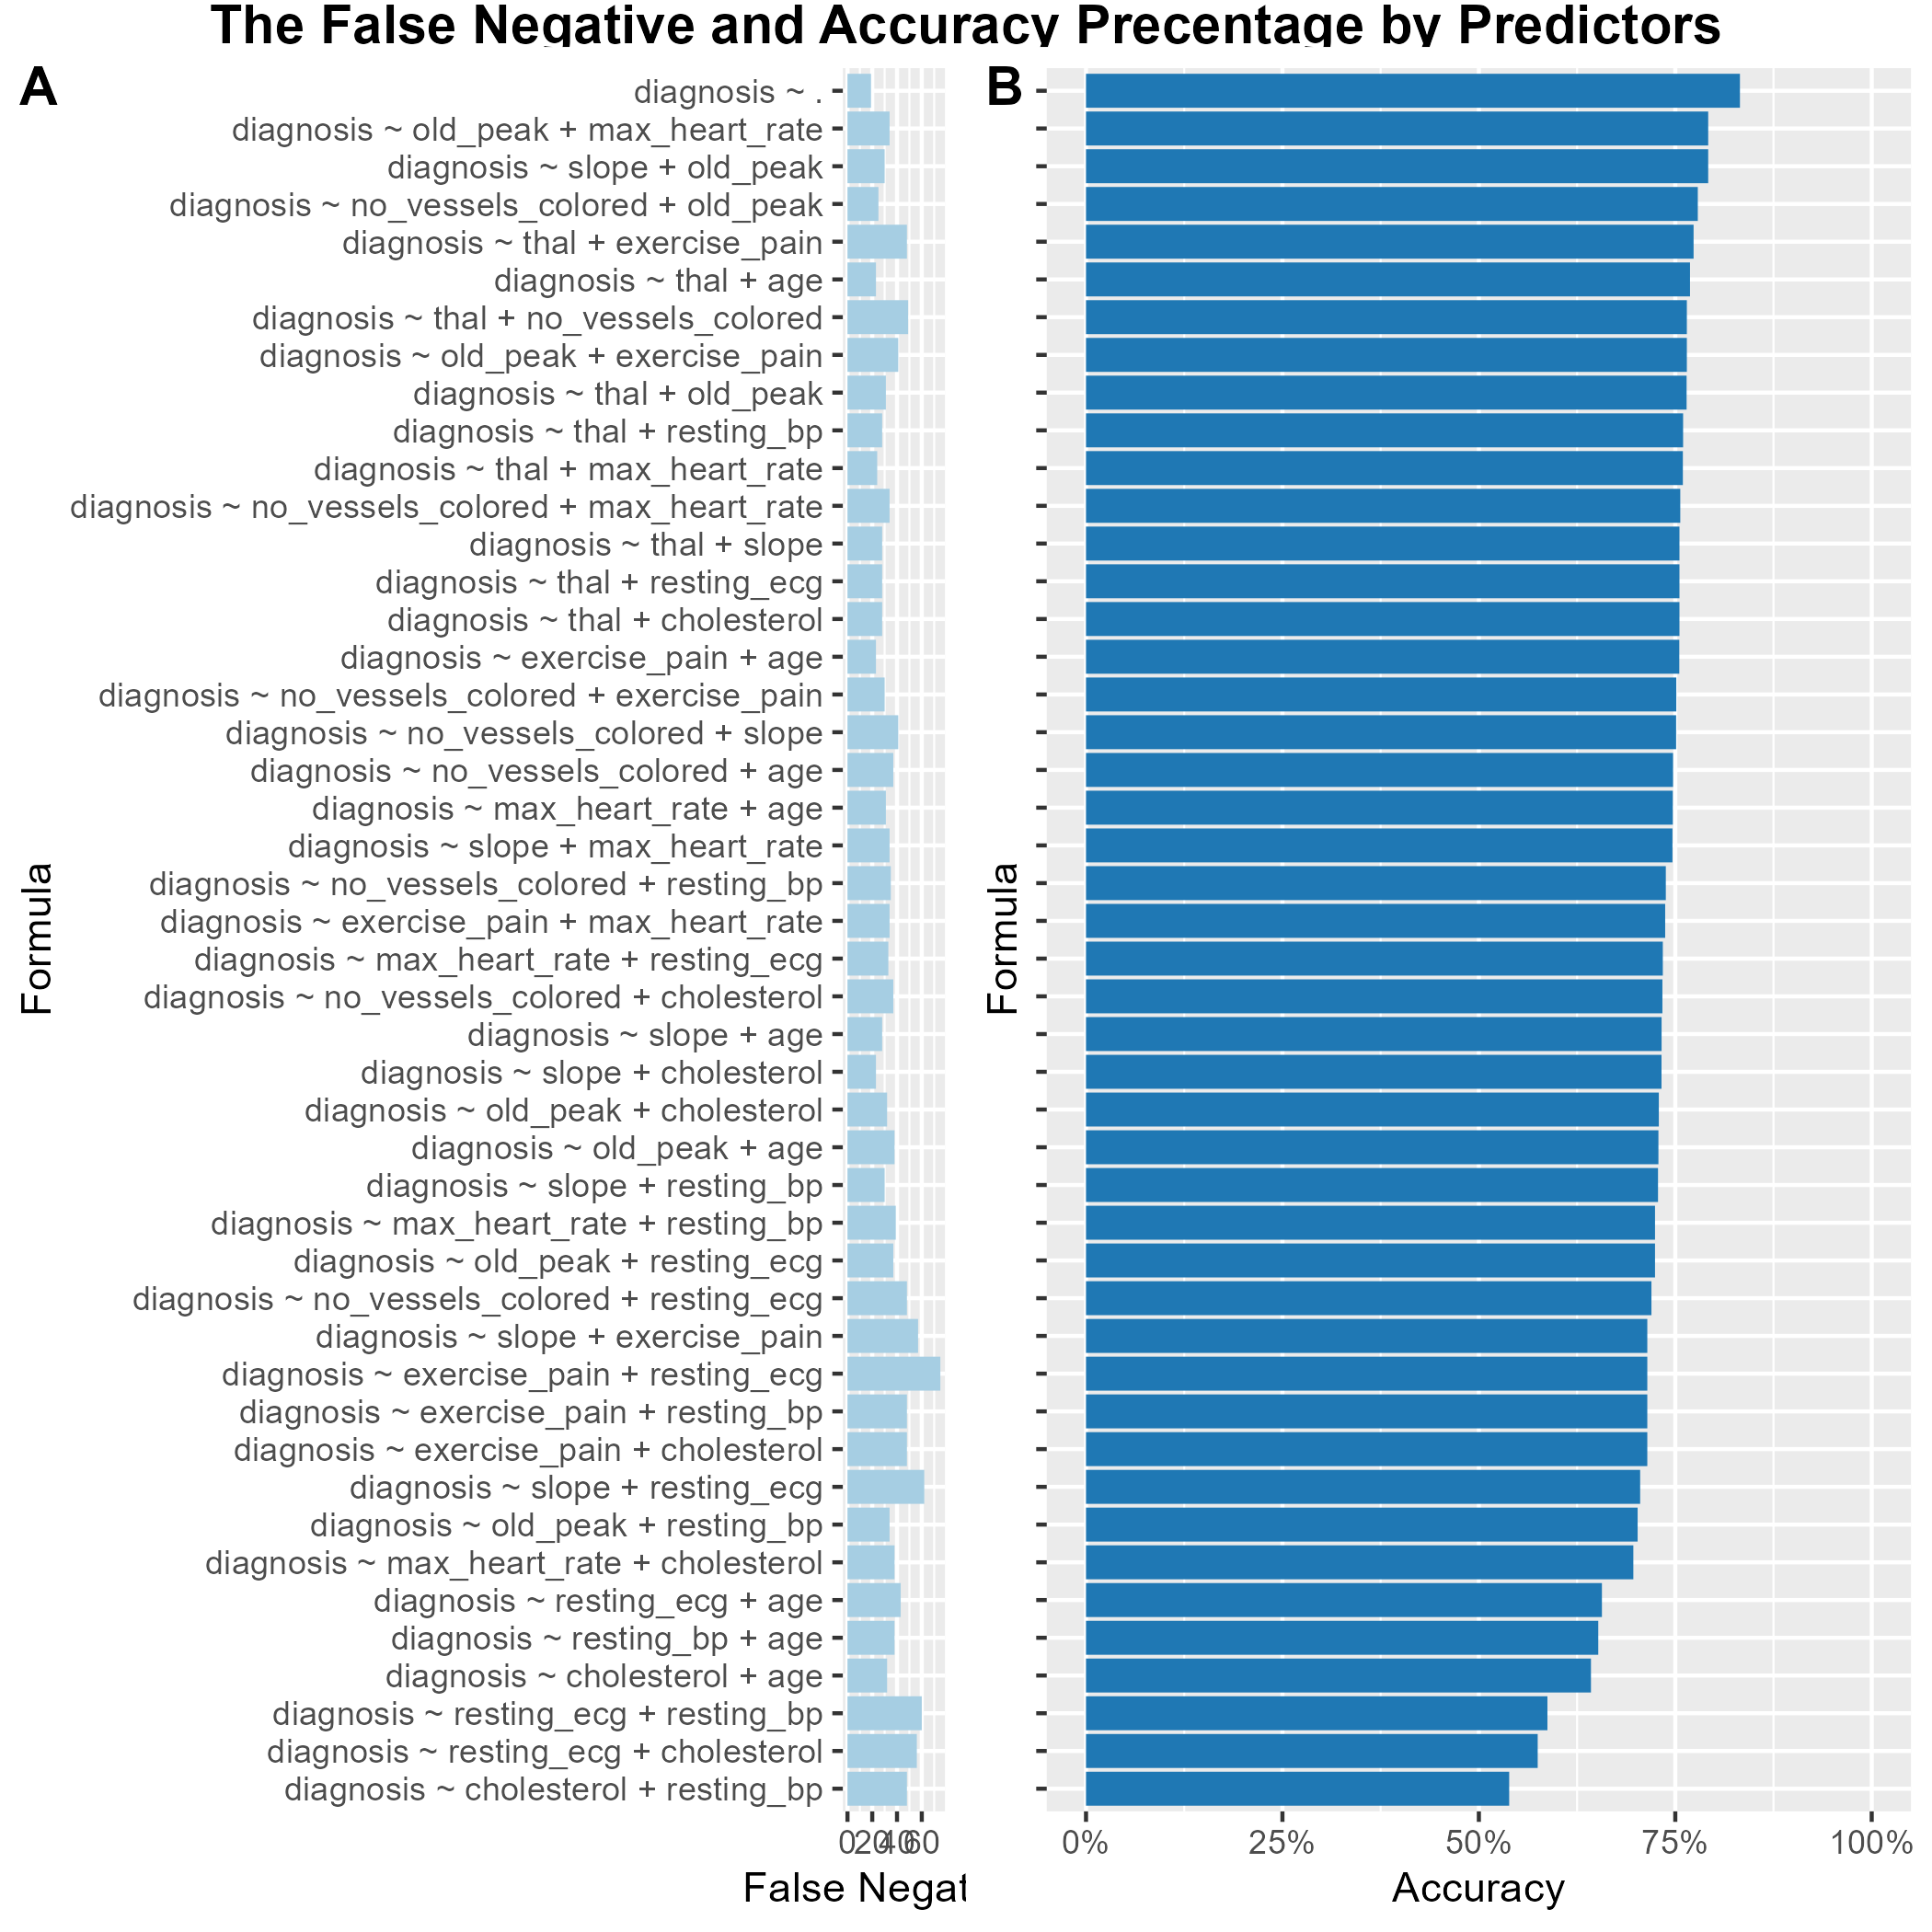 The False Negative and Accuracy Precentage by Predictors
A
B
Formula
diagnosis ~ .
diagnosis ~ old_peak + max_heart_rate
diagnosis ~ slope + old_peak
diagnosis ~ no_vessels_colored + old_peak
diagnosis ~ thal + exercise_pain
diagnosis ~ thal + age
diagnosis ~ thal + no_vessels_colored
diagnosis ~ old_peak + exercise_pain
diagnosis ~ thal + old_peak
diagnosis ~ thal + resting_bp
diagnosis ~ thal + max_heart_rate
diagnosis ~ no_vessels_colored + max_heart_rate
diagnosis ~ thal + slope
diagnosis ~ thal + resting_ecg
diagnosis ~ thal + cholesterol
diagnosis ~ exercise_pain + age
diagnosis ~ no_vessels_colored + exercise_pain
diagnosis ~ no_vessels_colored + slope
diagnosis ~ no_vessels_colored + age
diagnosis ~ max_heart_rate + age
diagnosis ~ slope + max_heart_rate
diagnosis ~ no_vessels_colored + resting_bp
diagnosis ~ exercise_pain + max_heart_rate
diagnosis ~ max_heart_rate + resting_ecg
diagnosis ~ no_vessels_colored + cholesterol
diagnosis ~ slope + age
diagnosis ~ slope + cholesterol
diagnosis ~ old_peak + cholesterol
diagnosis ~ old_peak + age
diagnosis ~ slope + resting_bp
diagnosis ~ max_heart_rate + resting_bp
diagnosis ~ old_peak + resting_ecg
diagnosis ~ no_vessels_colored + resting_ecg
diagnosis ~ slope + exercise_pain
diagnosis ~ exercise_pain + resting_ecg
diagnosis ~ exercise_pain + resting_bp
diagnosis ~ exercise_pain + cholesterol
diagnosis ~ slope + resting_ecg
diagnosis ~ old_peak + resting_bp
diagnosis ~ max_heart_rate + cholesterol
diagnosis ~ resting_ecg + age
diagnosis ~ resting_bp + age
diagnosis ~ cholesterol + age
diagnosis ~ resting_ecg + resting_bp
diagnosis ~ resting_ecg + cholesterol
diagnosis ~ cholesterol + resting_bp
0 20 40 60
False Negat
Formula
0% 25% 50% 75% 100%
Accuracy